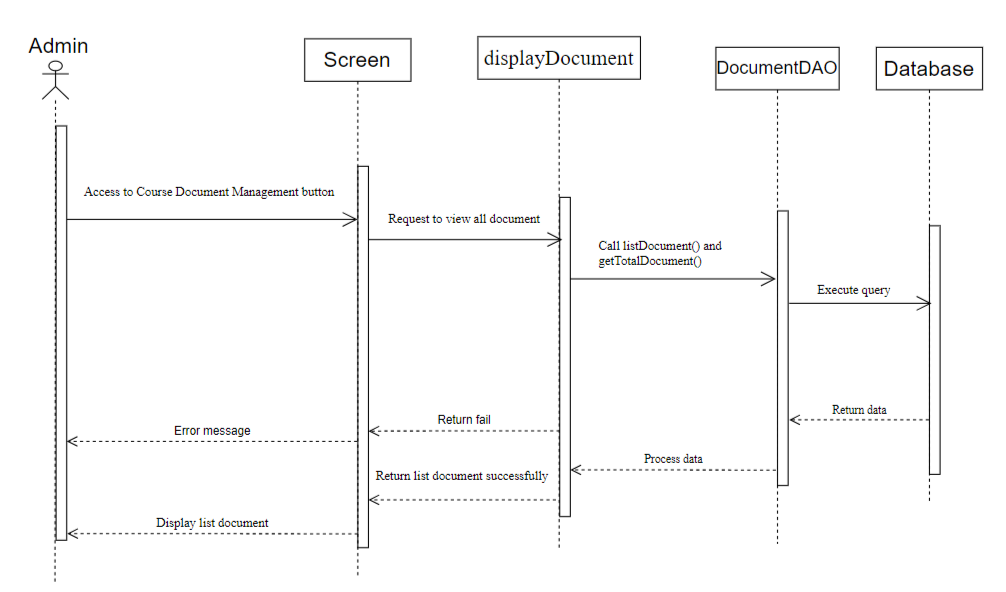 Admin
Screen
displayDocument
DocumentDAO
Database
Access to Course Document Management button
Request to view all document
Call listDocument() and
getTotalDocument()
Execute query
Return data
Return fail
Error message
Process data
Return list document successfully
Display list document